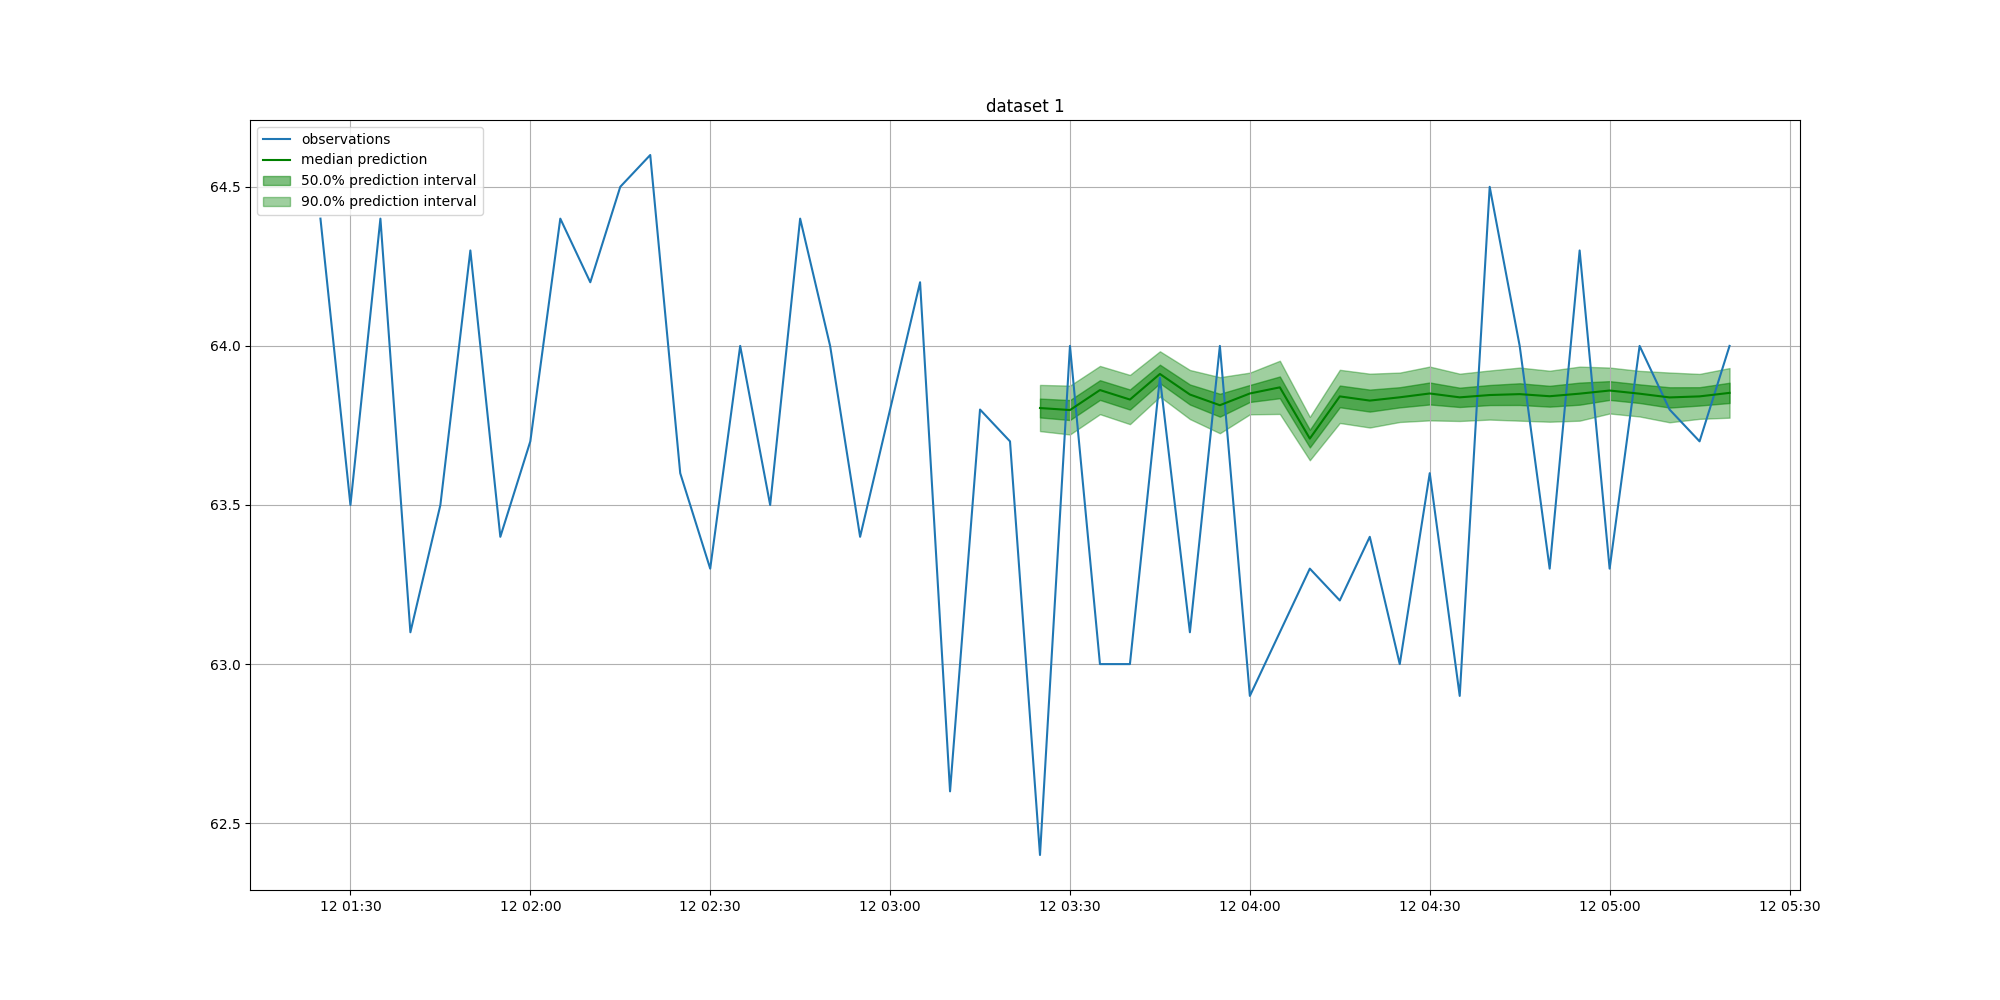 dataset 1
observations
median prediction
50.0% prediction interval
90.0% prediction interval
64.5
64.0
63.5
63.0
62.5
12 01:30 12 02:00 12 02:30 12 03:00 12 03:30 12 04:00 12 04:30 12 05:00 12 05:30